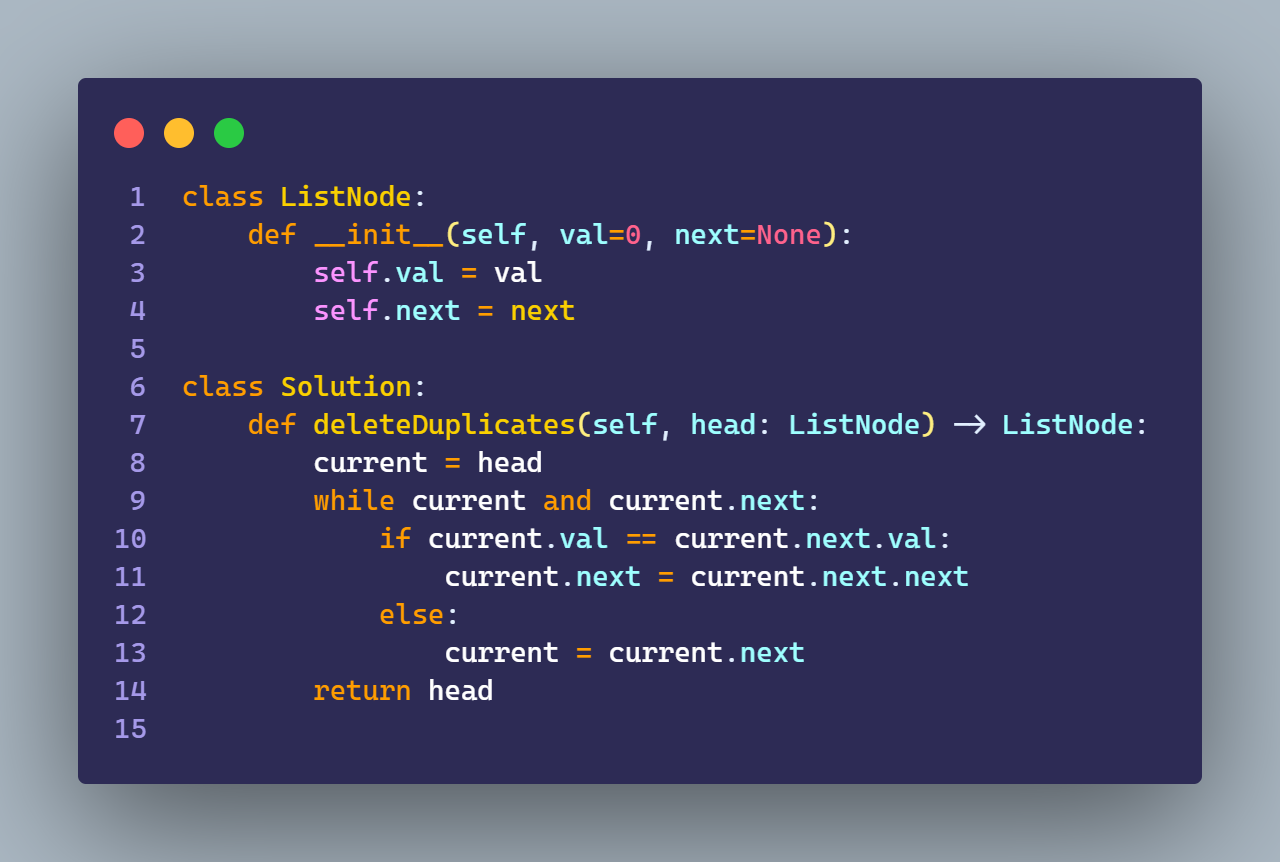 1 class ListNode:
2     def __init__(self, val=0, next=None):
3         self.val = val
4         self.next = next
5
6 class Solution:
7     def deleteDuplicates(self, head: ListNode) -> ListNode:
8         current = head
9         while current and current.next:
10             if current.val == current.next.val:
11                 current.next = current.next.next
12             else:
13                 current = current.next
14         return head
15